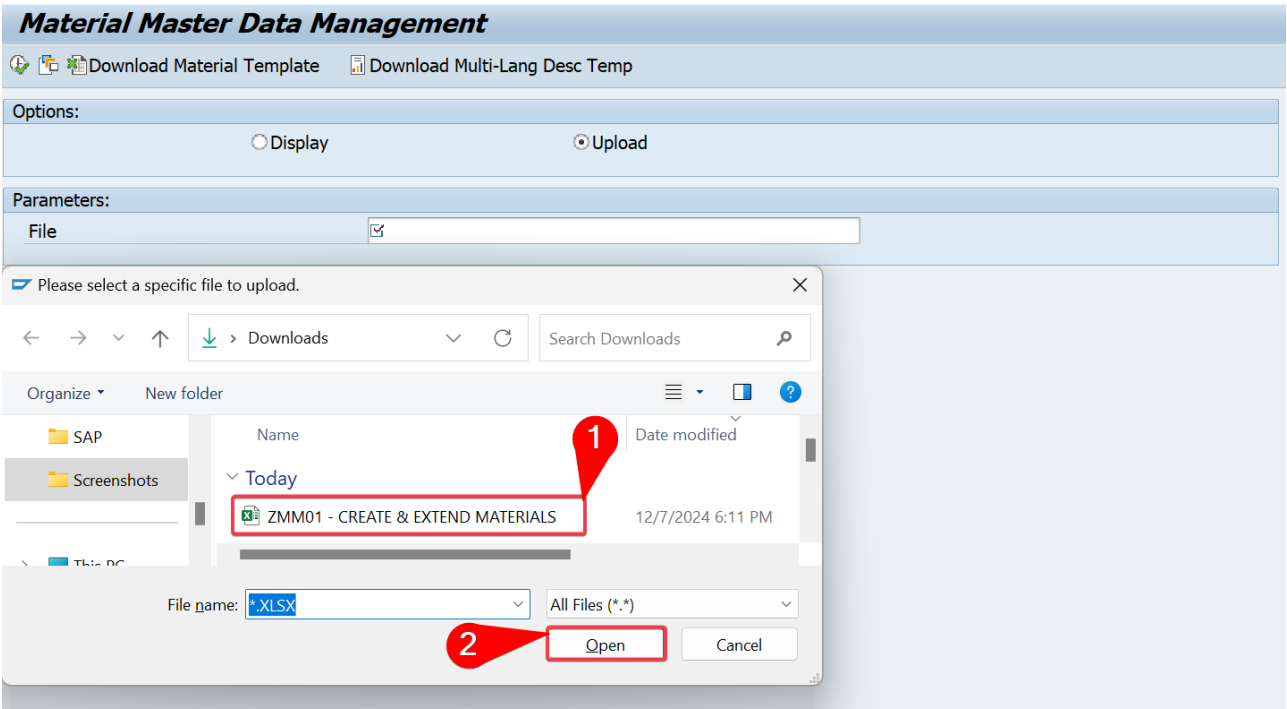 Material Master Data Management
Download Material Template Download Multi-Lang Desc Temp
Options:
Display Upload
Parameters:
File
Please select a specific file to upload.
Downloads Search Downloads
Organize New folder
SAP Name 1 Date modified
Screenshots Today
ZMM01 - CREATE & EXTEND MATERIALS 12/7/2024 6:11 PM
This PC
File name: *.XLSX All Files (*.*)
2 Open Cancel